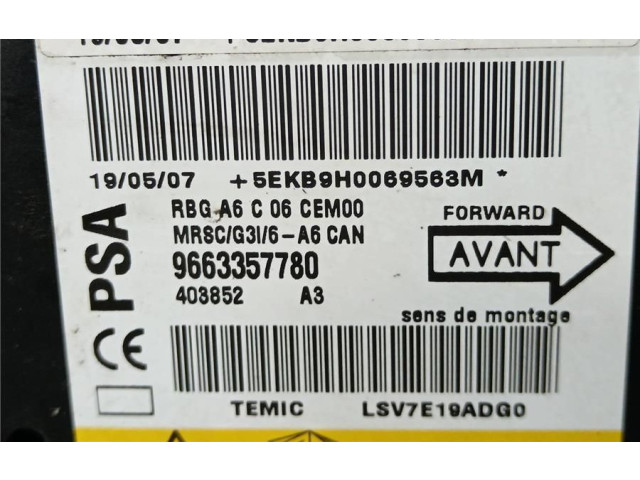 19/05/07 +5EKB9H0069563M *
RBG A6 C 06 CEM00
MRSC/G3I/6-A6 CAN
9663357780
403852 A3
PSA
FORWARD
AVANT
sens de montage
CE
TEMIC LSV7E19ADG0